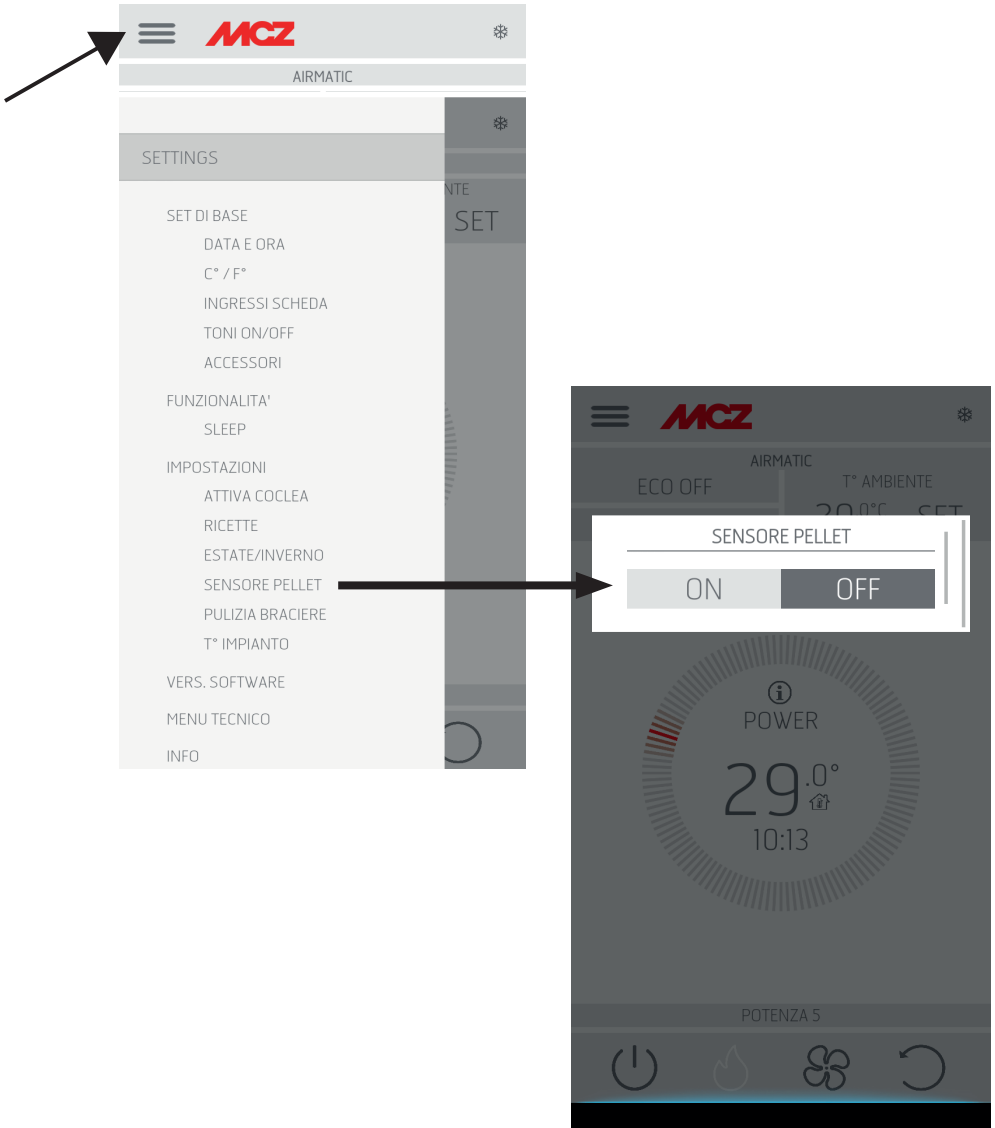 MCZ
AIRMATIC
SETTINGS
SET DI BASE
DATA E ORA
C° / F°
INGRESSI SCHEDA
TONI ON/OFF
ACCESSORI
FUNZIONALITA'
SLEEP
IMPOSTAZIONI
ATTIVA COCLEA
RICETTE
ESTATE/INVERNO
SENSORE PELLET
PULIZIA BRACIERE
T° IMPIANTO
VERS. SOFTWARE
MENU TECNICO
INFO
SET
MCZ
AIRMATIC
ECO OFF
T° AMBIENTE
SET
SENSORE PELLET
ON OFF
POWER
29.0°
10:13
POTENZA 5